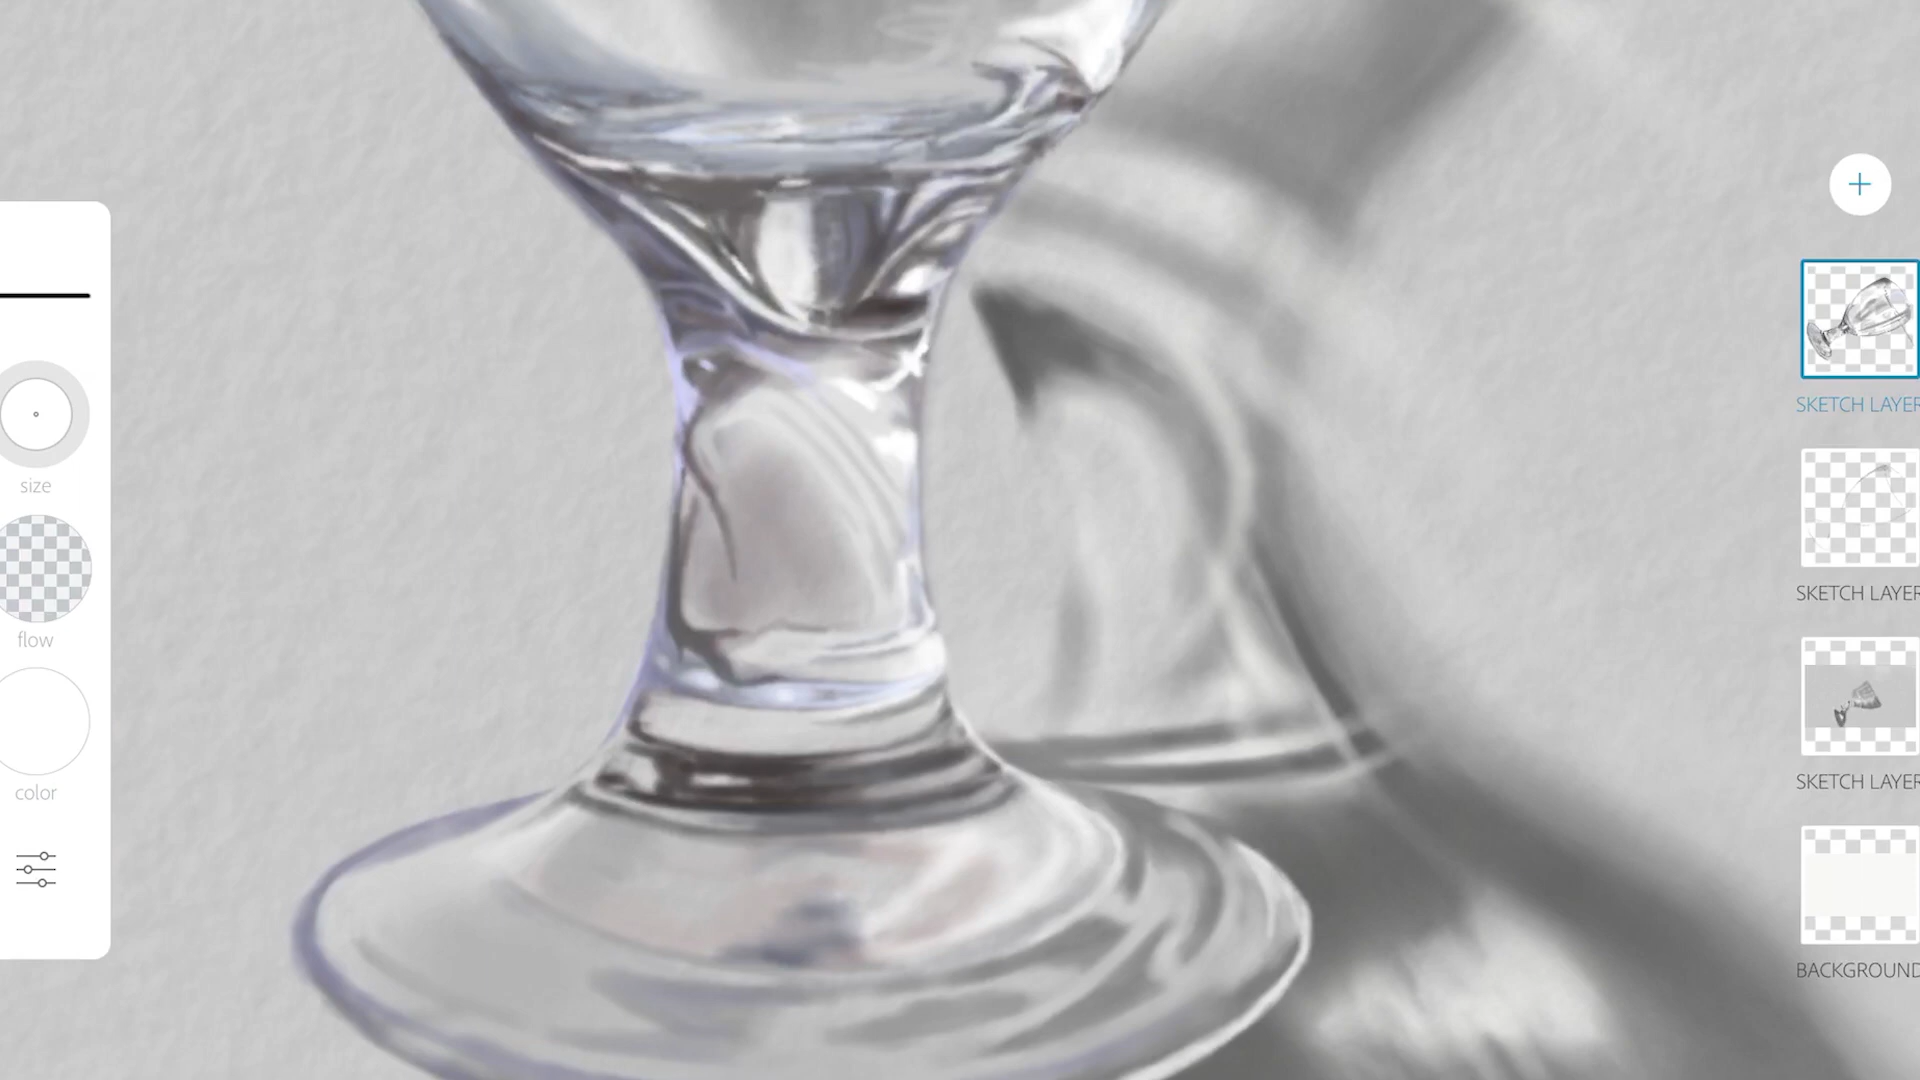 size
flow
color
SKETCH LAYER
SKETCH LAYER
SKETCH LAYER
BACKGROUND